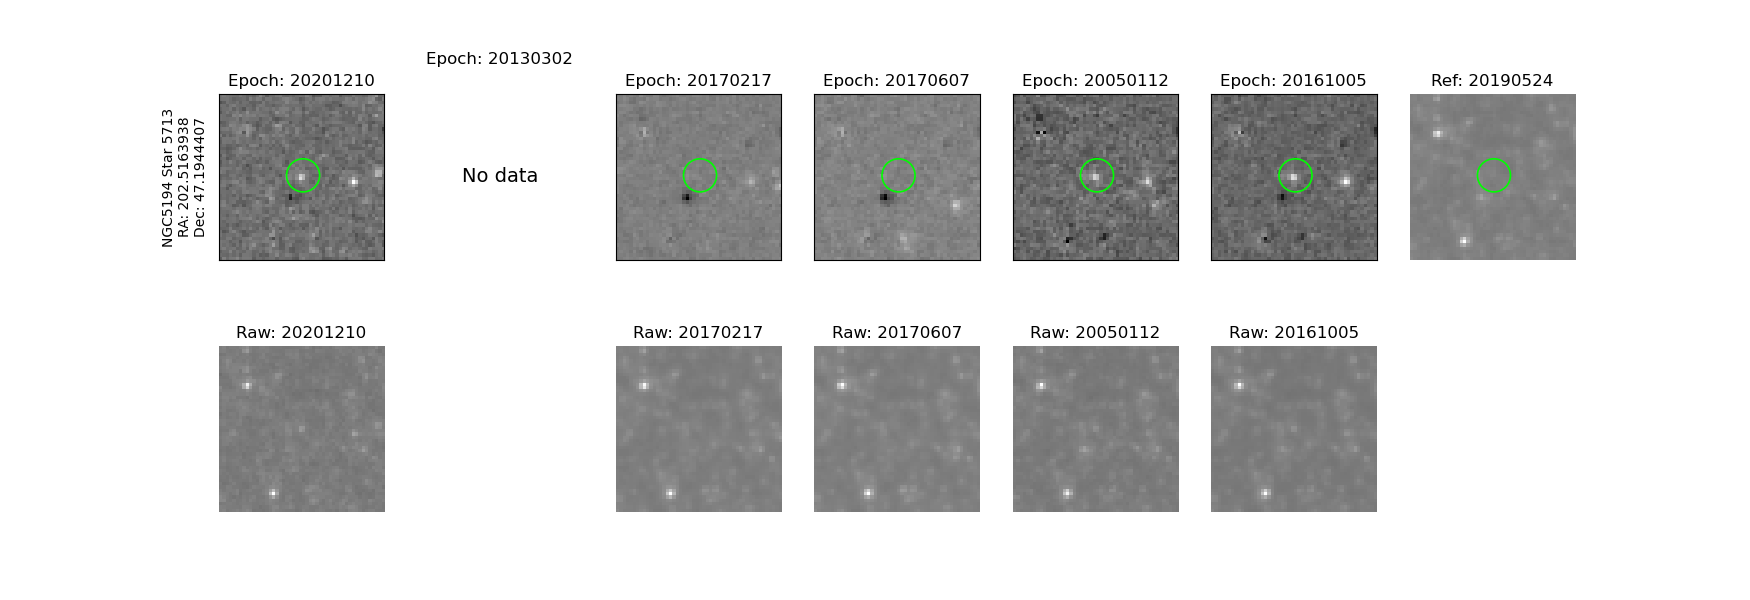 Epoch: 20130302
Epoch: 20201210
Epoch: 20170217
Epoch: 20170607
Epoch: 20050112
Epoch: 20161005
Ref: 20190524
NGC5194 Star 5713
RA: 202.5163938
Dec: 47.1944407
No data
Raw: 20201210
Raw: 20170217
Raw: 20170607
Raw: 20050112
Raw: 20161005